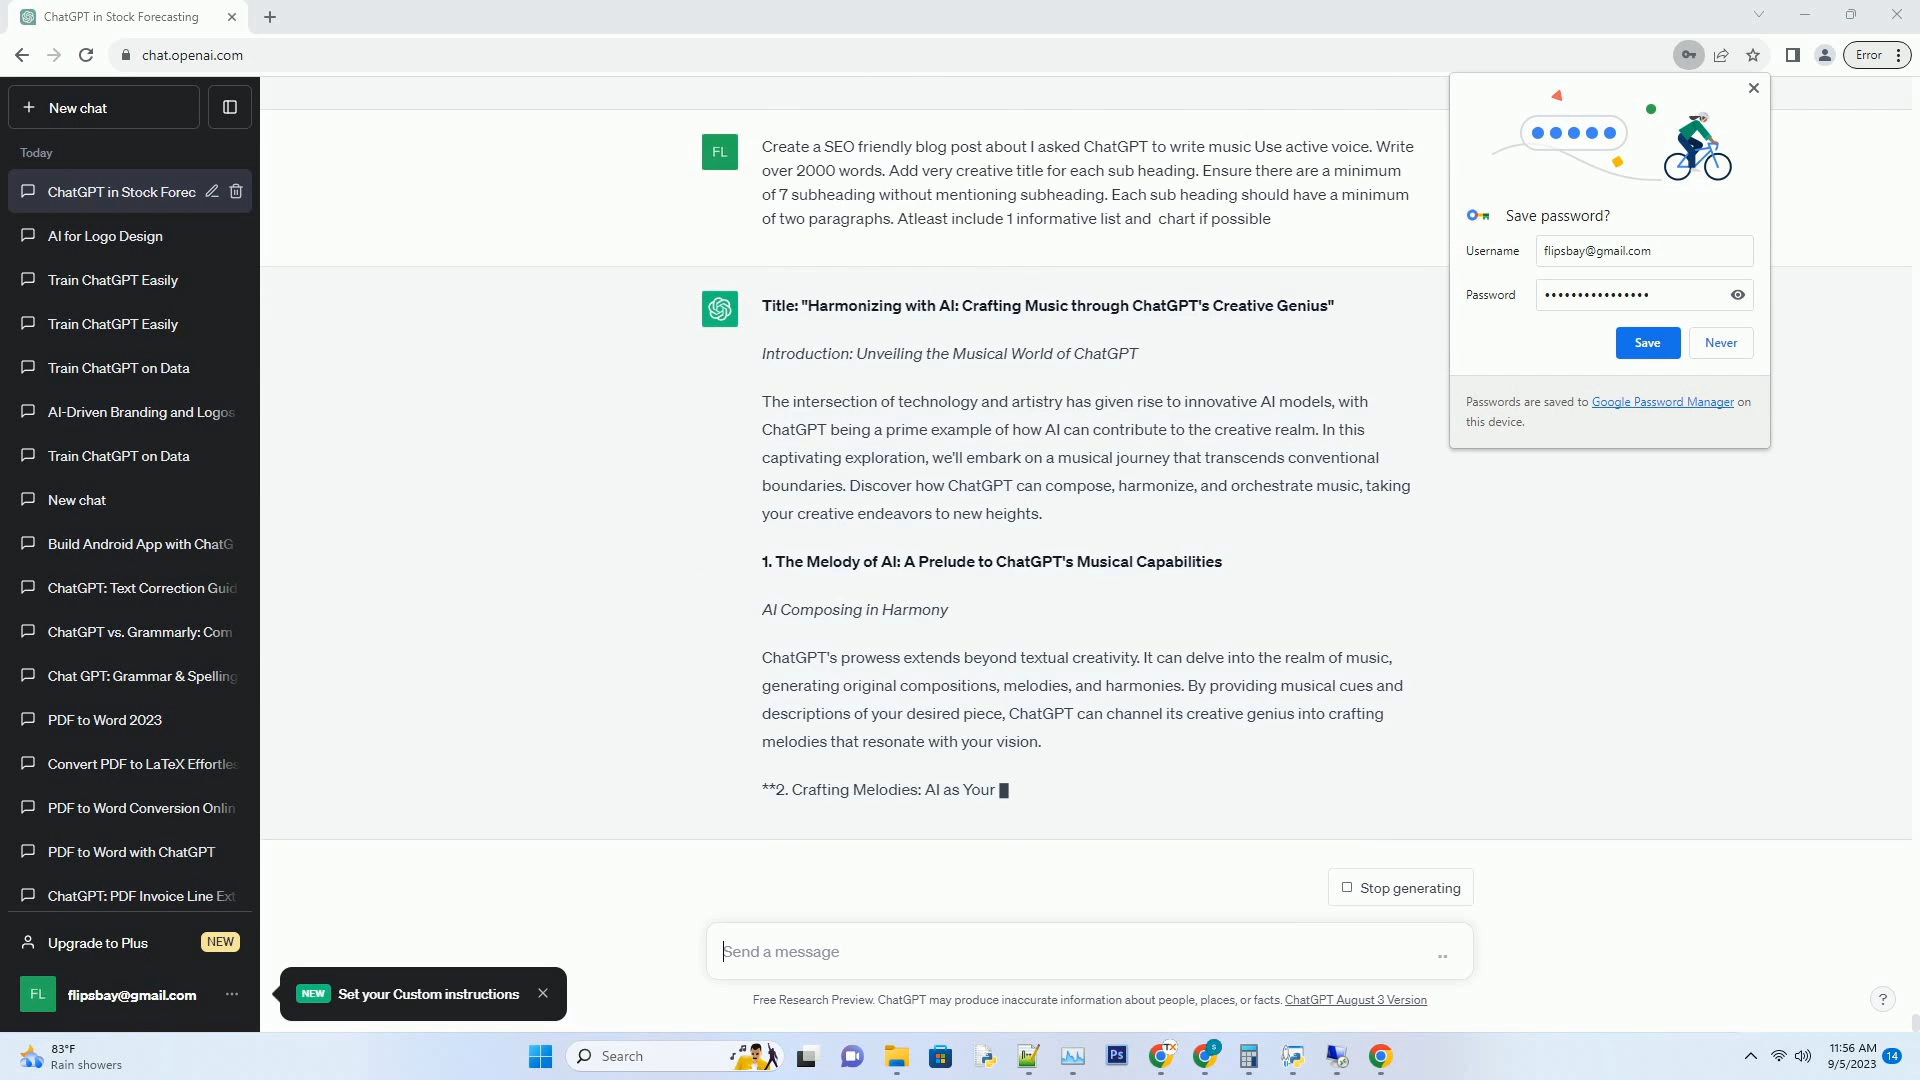 ChatGPT in Stock Forecasting
chat.openai.com
Error
New chat
Today
ChatGPT in Stock Forec
AI for Logo Design
Train ChatGPT Easily
Train ChatGPT Easily
Train ChatGPT on Data
AI-Driven Branding and Logos
Train ChatGPT on Data
New chat
Build Android App with ChatG
ChatGPT: Text Correction Guid
ChatGPT vs. Grammarly: Com
Chat GPT: Grammar & Spelling
PDF to Word 2023
Convert PDF to LaTeX Effortle
PDF to Word Conversion Onlin
PDF to Word with ChatGPT
ChatGPT: PDF Invoice Line Ext
Upgrade to Plus NEW
FL flipsbay@gmail.com
FL
Create a SEO friendly blog post about I asked ChatGPT to write music Use active voice. Write
over 2000 words. Add very creative title for each sub heading. Ensure there are a minimum
of 7 subheading without mentioning subheading. Each sub heading should have a minimum
of two paragraphs. Atleast include 1 informative list and chart if possible
Title: "Harmonizing with AI: Crafting Music through ChatGPT's Creative Genius"
Introduction: Unveiling the Musical World of ChatGPT
The intersection of technology and artistry has given rise to innovative AI models, with
ChatGPT being a prime example of how AI can contribute to the creative realm. In this
captivating exploration, we'll embark on a musical journey that transcends conventional
boundaries. Discover how ChatGPT can compose, harmonize, and orchestrate music, taking
your creative endeavors to new heights.
1. The Melody of AI: A Prelude to ChatGPT's Musical Capabilities
AI Composing in Harmony
ChatGPT's prowess extends beyond textual creativity. It can delve into the realm of music,
generating original compositions, melodies, and harmonies. By providing musical cues and
descriptions of your desired piece, ChatGPT can channel its creative genius into crafting
melodies that resonate with your vision.
**2. Crafting Melodies: AI as Your
Stop generating
Send a message
Free Research Preview. ChatGPT may produce inaccurate information about people, places, or facts. ChatGPT August 3 Version
NEW Set your Custom instructions
?
Save password?
Username flipsbay@gmail.com
Password ••••••••••••••••
Save Never
Passwords are saved to Google Password Manager on
this device.
83°F
Rain showers
Search
Ps
TX
S
11:56 AM
9/5/2023
14